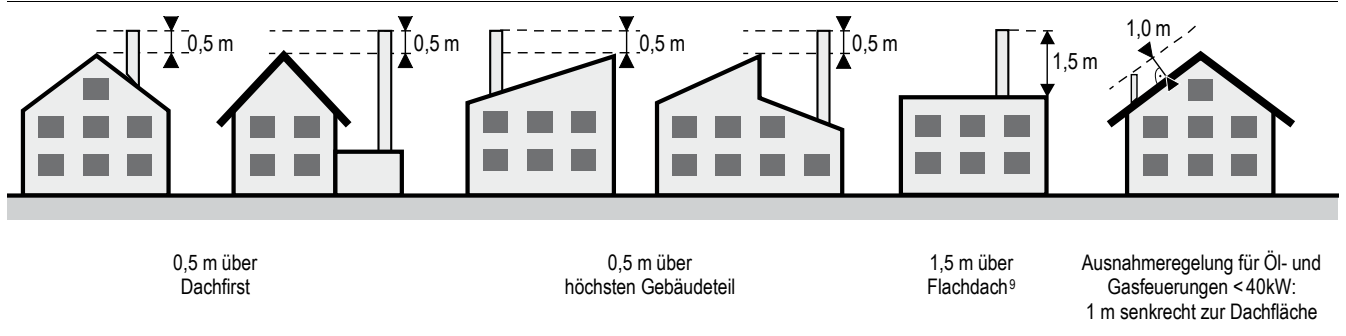 0,5 m
0,5 m
0,5 m
0,5 m
1,5 m
1,0 m
0,5 m über
Dachfirst
0,5 m über
höchsten Gebäudeteil
1,5 m über
Flachdach⁹
Ausnahmeregelung für Öl- und
Gasfeuerungen < 40kW:
1 m senkrecht zur Dachfläche